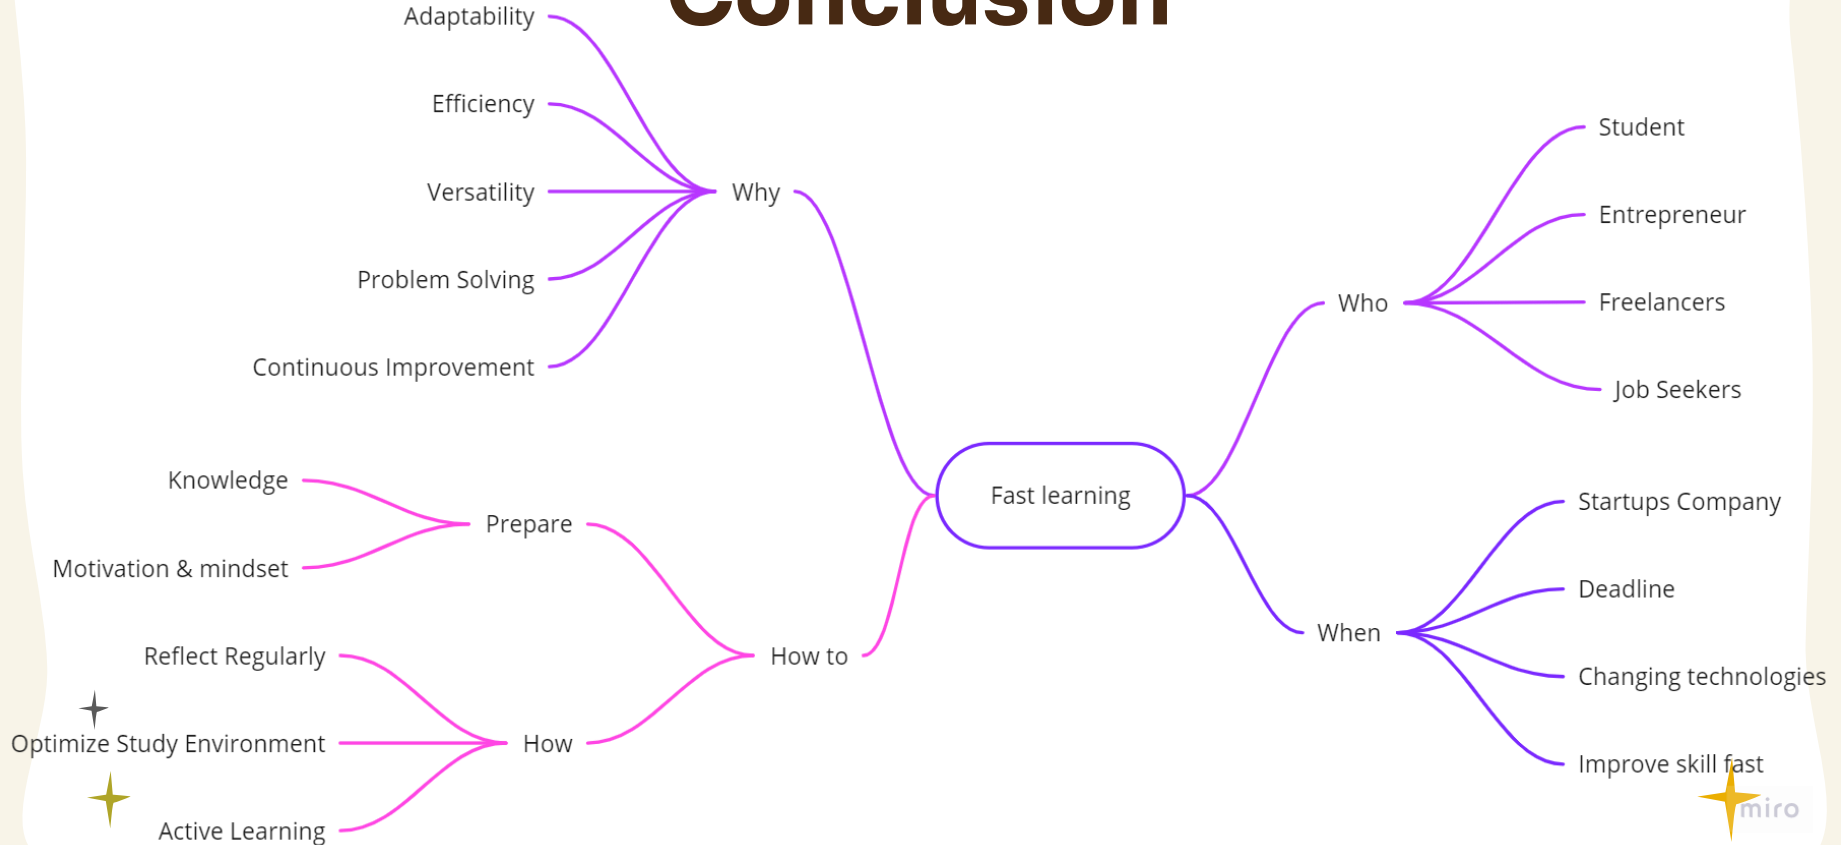 Conclusion
Adaptability
Efficiency
Versatility
Problem Solving
Continuous Improvement
Why
Knowledge
Motivation & mindset
Prepare
Reflect Regularly
Optimize Study Environment
Active Learning
How
How to
Fast learning
Who
Student
Entrepreneur
Freelancers
Job Seekers
When
Startups Company
Deadline
Changing technologies
Improve skill fast
miro